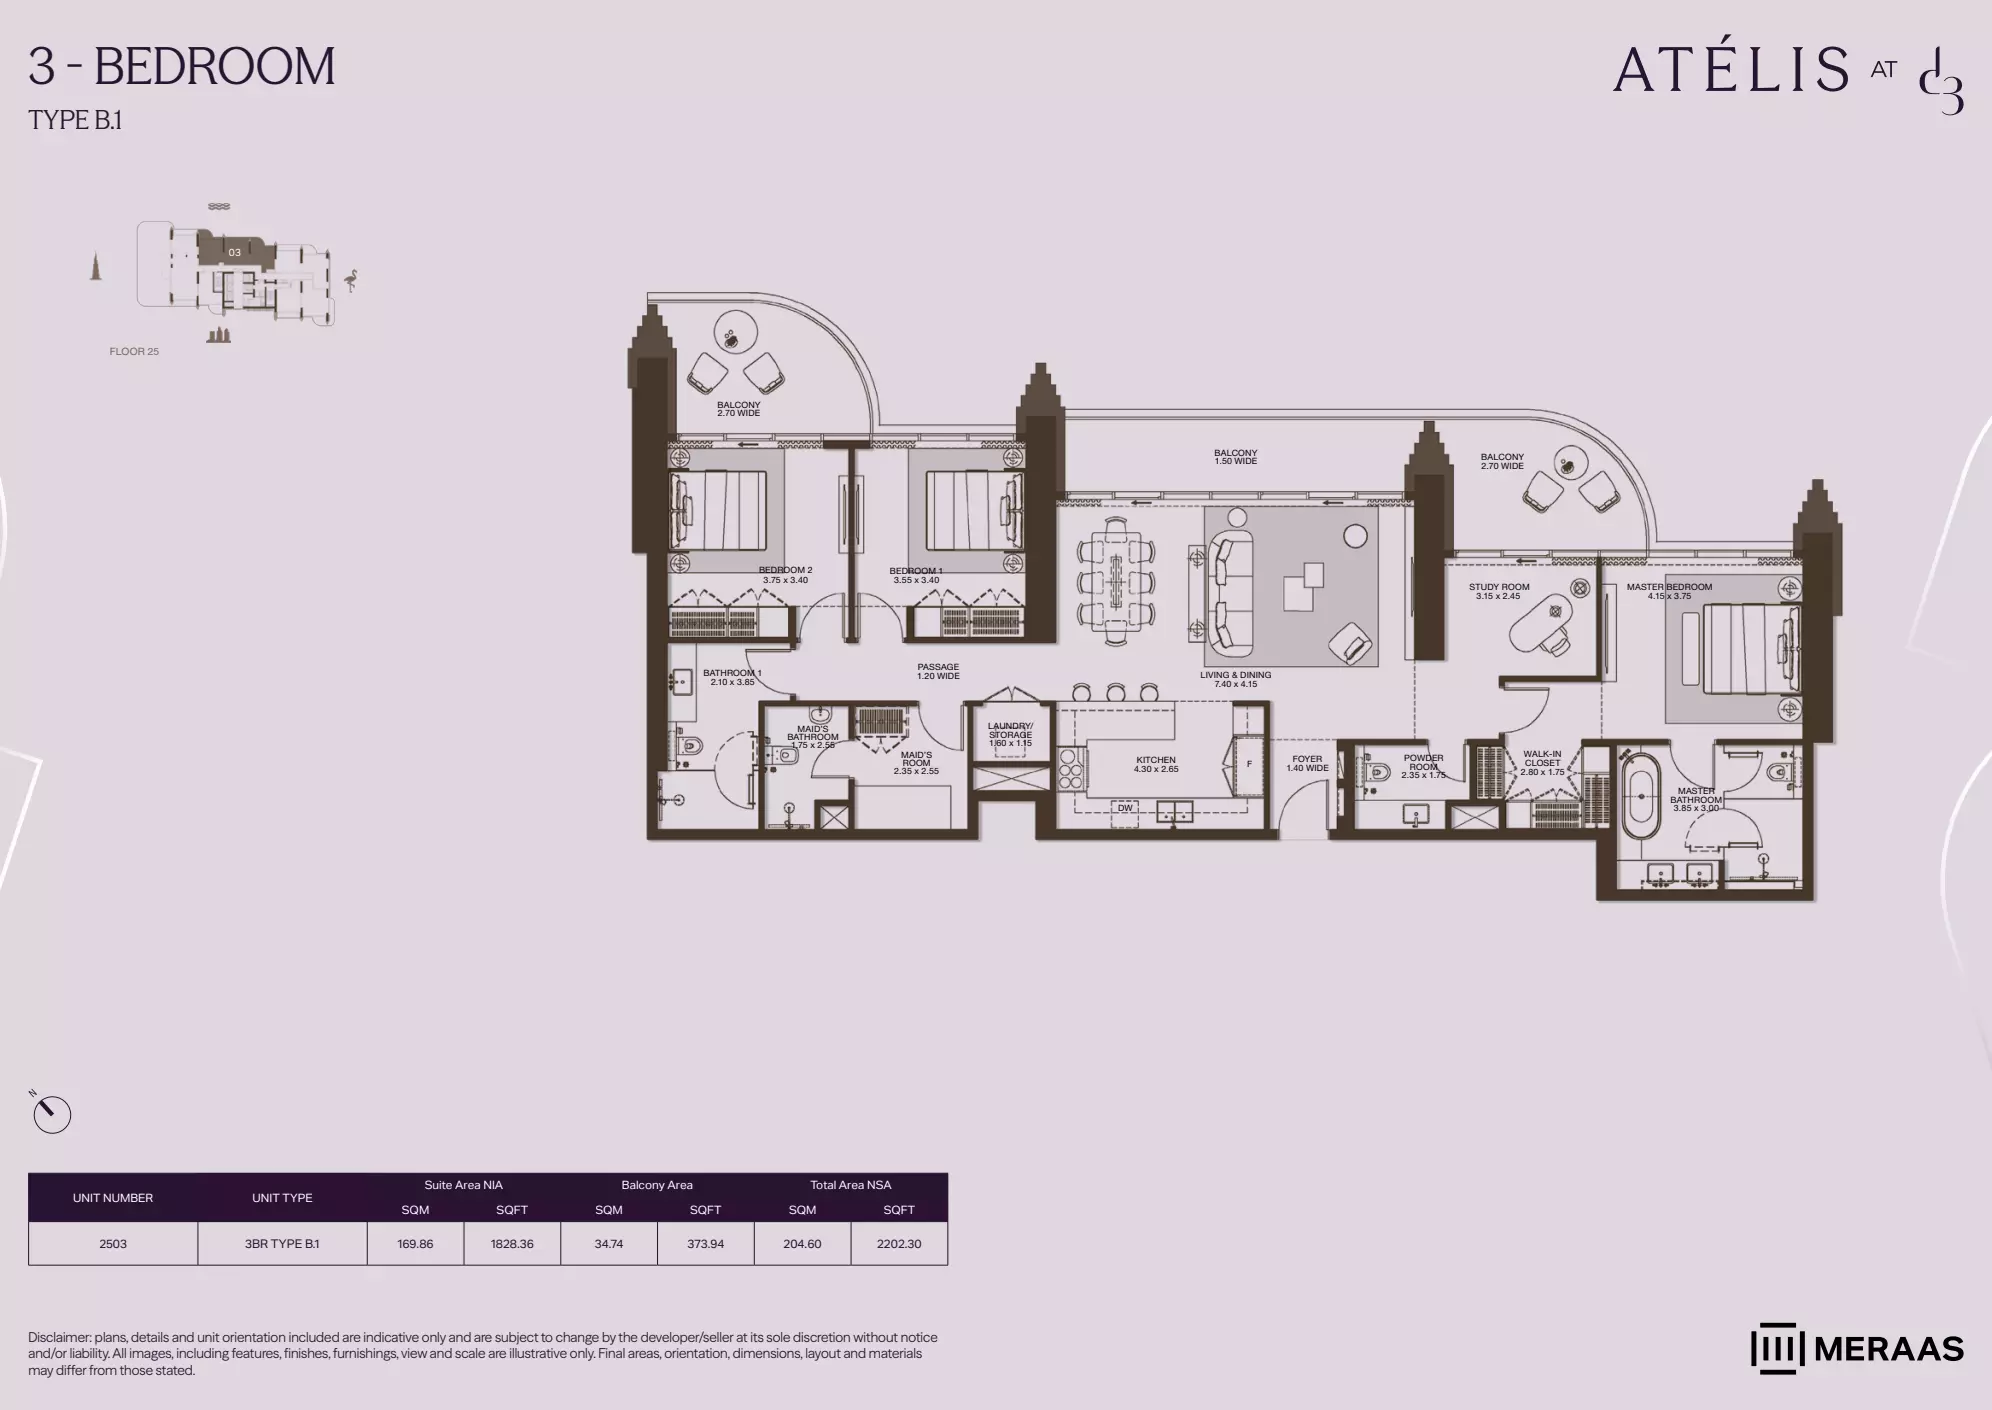 3 - BEDROOM
TYPE B.1
ATÉLIS AT d3
03
FLOOR 25
BALCONY
2.70 WIDE
BALCONY
1.50 WIDE
BALCONY
2.70 WIDE
BEDROOM 2
3.75 x 3.40
BEDROOM 1
3.55 x 3.40
STUDY ROOM
3.15 x 2.45
MASTER BEDROOM
4.15 x 3.75
BATHROOM 1
2.10 x 3.85
PASSAGE
1.20 WIDE
LIVING & DINING
7.40 x 4.15
MAID'S
BATHROOM
1.75 x 2.55
MAID'S
ROOM
2.35 x 2.55
LAUNDRY/
STORAGE
1.60 x 1.15
KITCHEN
4.30 x 2.65
F
DW
FOYER
1.40 WIDE
POWDER
ROOM
2.35 x 1.75
WALK-IN
CLOSET
2.80 x 1.75
MASTER
BATHROOM
3.85 x 3.00
N
UNIT NUMBER UNIT TYPE Suite Area NIA Balcony Area Total Area NSA
SQM SQFT SQM SQFT SQM SQFT
2503 3BR TYPE B.1 169.86 1828.36 34.74 373.94 204.60 2202.30
Disclaimer: plans, details and unit orientation included are indicative only and are subject to change by the developer/seller at its sole discretion without notice
and/or liability. All images, including features, finishes, furnishings, view and scale are illustrative only. Final areas, orientation, dimensions, layout and materials
may differ from those stated.
MERAAS